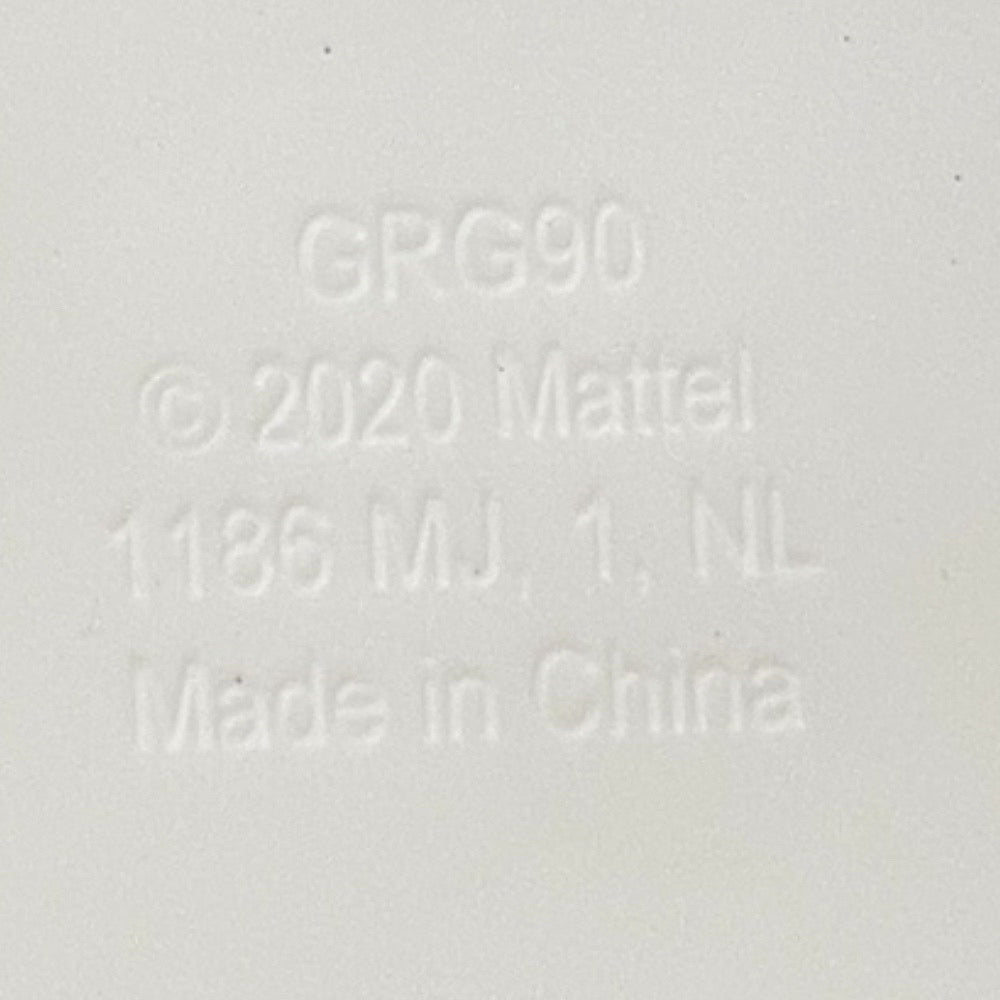 GRG90
© 2020 Mattel
1186 MJ, 1, NL
Made in China